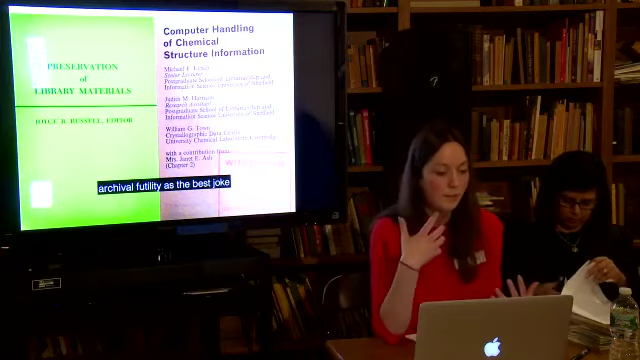 PRESERVATION
of
LIBRARY MATERIALS
JOYCE R. RUSSELL, EDITOR
Computer Handling
of Chemical
Structure Information
Michael F. Lynch
Senior Lecturer
Postgraduate School of Librarianship and
Information Science University of Sheffield
Judith M. Harrison
Research Assistant
Postgraduate School of Librarianship and
Information Science University of Sheffield
William G. Town
Crystallographic Data Centre
University Chemical Laboratory Cambridge
with a contribution from
Mrs. Janet E. Ash
(Chapter 2)
archival futility as the best joke